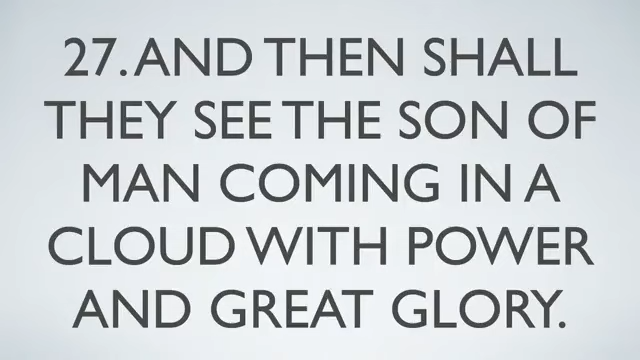 27. AND THEN SHALL
THEY SEE THE SON OF
MAN COMING IN A
CLOUD WITH POWER
AND GREAT GLORY.